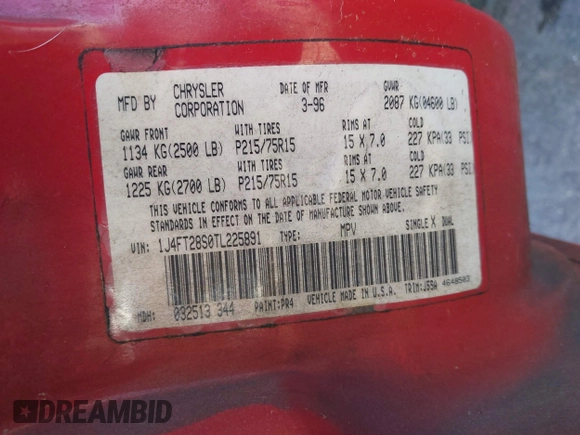 MFD BY CHRYSLER CORPORATION DATE OF MFR 3-96 GVWR 2087 KG(04600 LB)
GAWR FRONT WITH TIRES RIMS AT COLD
1134 KG(2500 LB) P215/75R15 15 X 7.0 227 KPA(33 PSI
GAWR REAR WITH TIRES RIMS AT COLD
1225 KG(2700 LB) P215/75R15 15 X 7.0 227 KPA(33 PSI
THIS VEHICLE CONFORMS TO ALL APPLICABLE FEDERAL MOTOR VEHICLE SAFETY
STANDARDS IN EFFECT ON THE DATE OF MANUFACTURE SHOWN ABOVE.
VIN: 1J4FT28S0TL225891 TYPE: MPV SINGLE X DUAL
MDH: 032513 344 PAINT:PR4 VEHICLE MADE IN U.S.A. TRIM:J5SA 4648503
DREAMBID